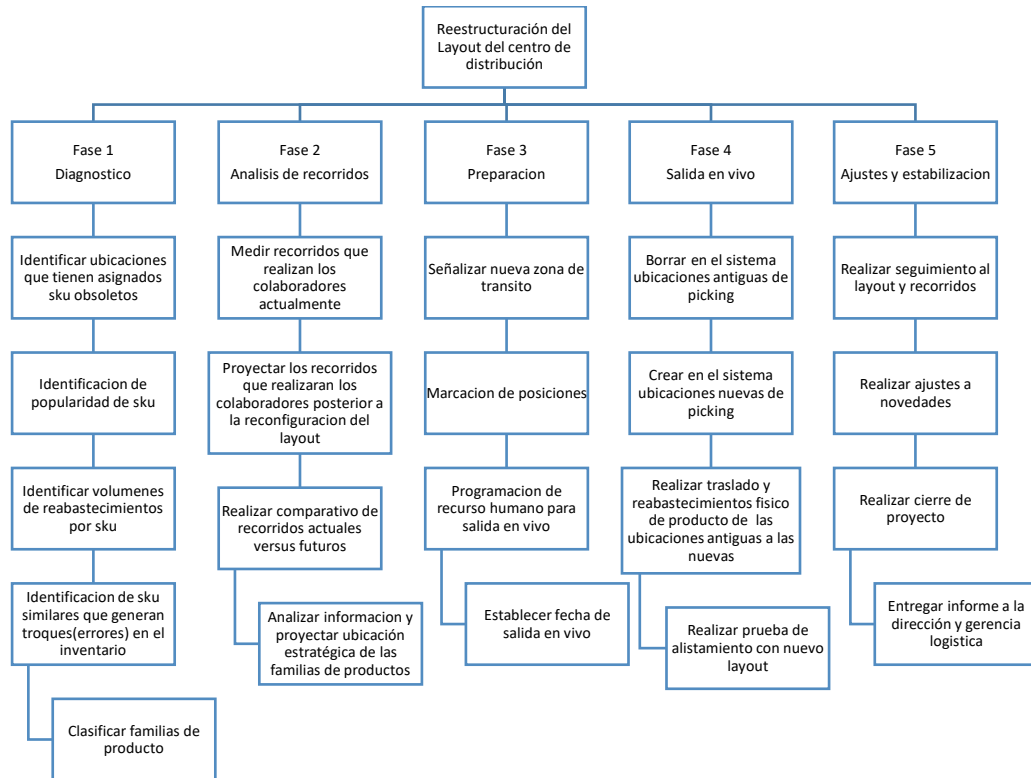 Reestructuración del
Layout del centro de
distribución
Fase 1
Diagnostico
Identificar ubicaciones
que tienen asignados
sku obsoletos
Identificacion de
popularidad de sku
Identificar volumenes
de reabastecimientos
por sku
Identificacion de sku
similares que generan
troques(errores) en el
inventario
Clasificar familias de
producto
Fase 2
Analisis de recorridos
Medir recorridos que
realizan los
colaboradores
actualmente
Proyectar los recorridos
que realizaran los
colaboradores posterior a
la reconfiguracion del
layout
Realizar comparativo de
recorridos actuales
versus futuros
Analizar informacion y
proyectar ubicación
estratégica de las
familias de productos
Fase 3
Preparacion
Señalizar nueva zona de
transito
Marcacion de posiciones
Programacion de
recurso humano para
salida en vivo
Establecer fecha de
salida en vivo
Fase 4
Salida en vivo
Borrar en el sistema
ubicaciones antiguas de
picking
Crear en el sistema
ubicaciones nuevas de
picking
Realizar traslado y
reabastecimientos fisico
de producto de las
ubicaciones antiguas a las
nuevas
Realizar prueba de
alistamiento con nuevo
layout
Fase 5
Ajustes y estabilizacion
Realizar seguimiento al
layout y recorridos
Realizar ajustes a
novedades
Realizar cierre de
proyecto
Entregar informe a la
dirección y gerencia
logistica